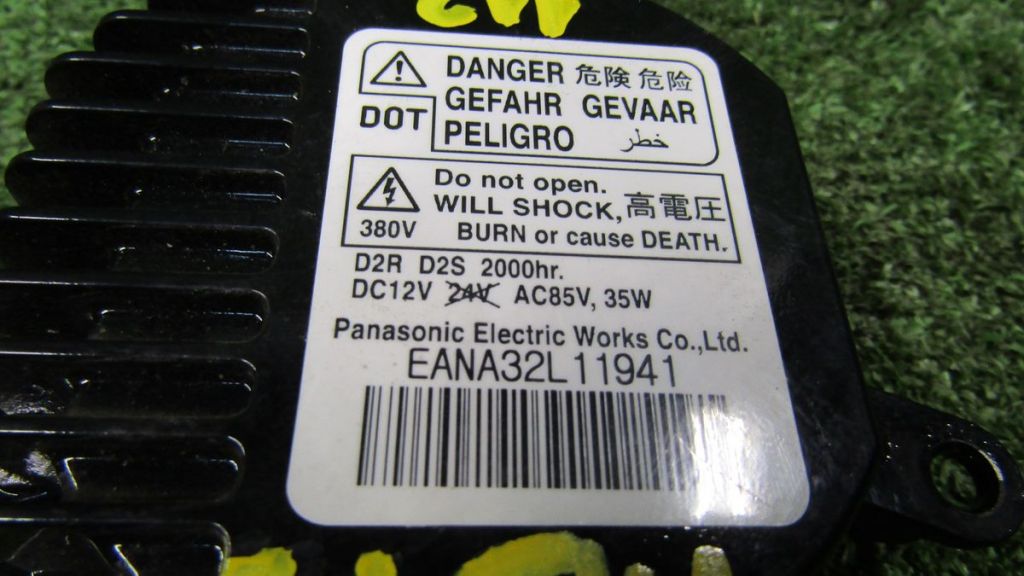 DANGER 危険 危险
DOT
GEFAHR GEVAAR
PELIGRO خطر
Do not open.
WILL SHOCK, 高電圧
380V BURN or cause DEATH.
D2R D2S 2000hr.
DC12V 24V AC85V, 35W
Panasonic Electric Works Co.,Ltd.
EANA32L11941